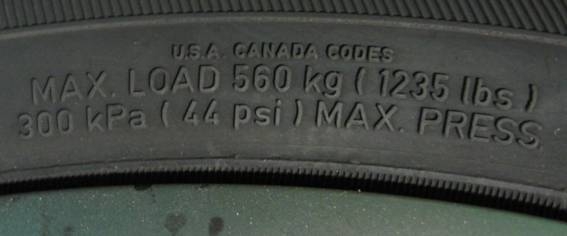 U.S.A. CANADA CODES
MAX. LOAD 560 kg ( 1235 lbs )
300 kPa ( 44 psi ) MAX. PRESS.